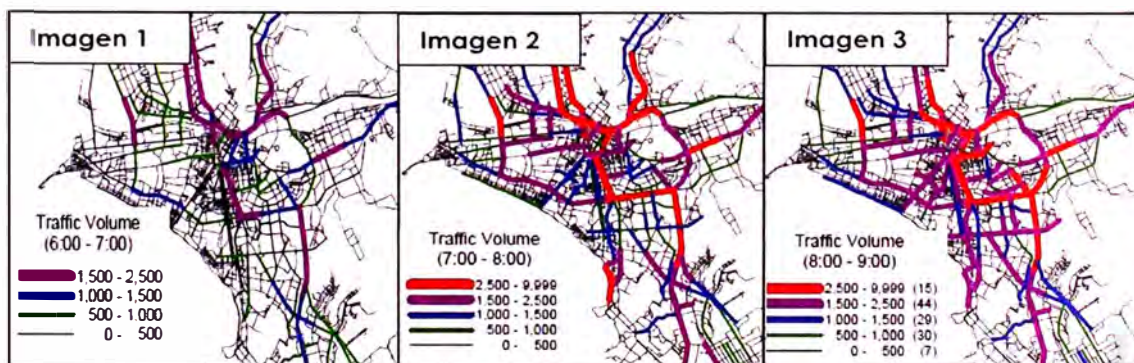 Imagen 1
Traffic Volume
(6:00 - 7:00)
1,500 - 2,500
1,000 - 1,500
500 - 1,000
0 - 500
Imagen 2
Traffic Volume
(7:00 - 8:00)
2,500 - 9,999
1,500 - 2,500
1,000 - 1,500
500 - 1,000
0 - 500
Imagen 3
Traffic Volume
(8:00 - 9:00)
2,500 - 9,999 (15)
1,500 - 2,500 (44)
1,000 - 1,500 (29)
500 - 1,000 (30)
0 - 500 (7)